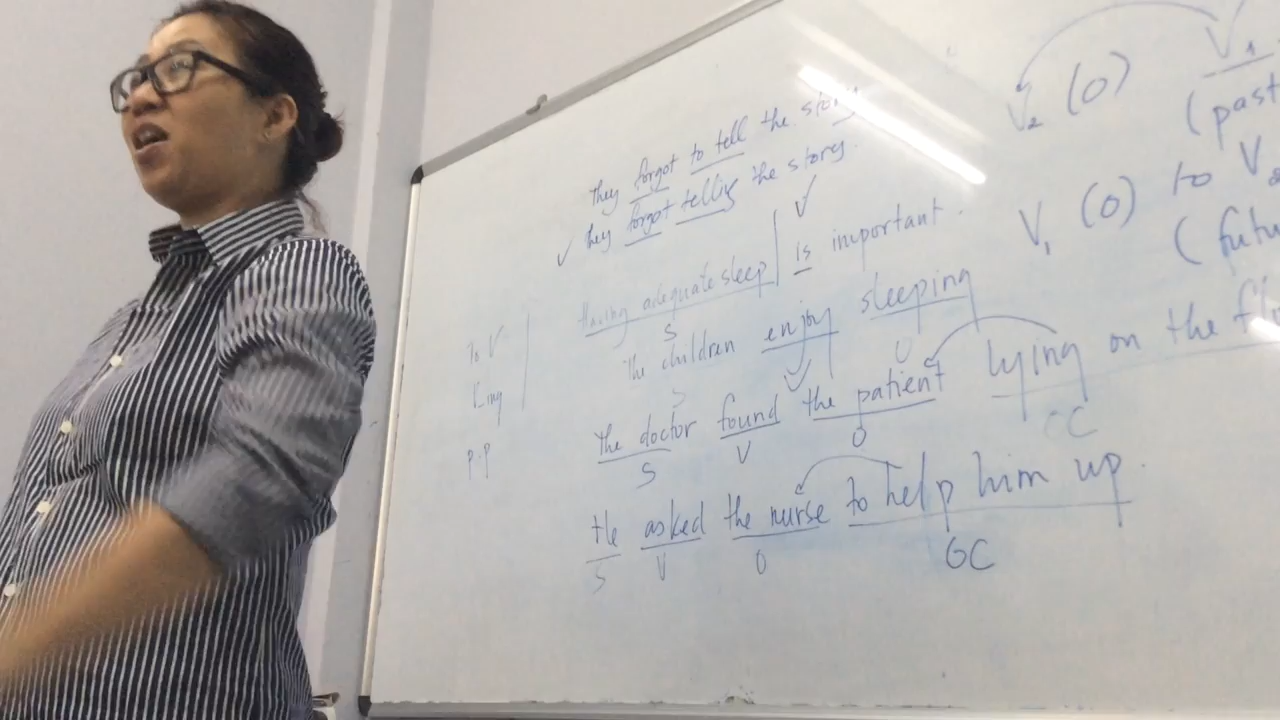 They forgot to tell the story
✓ They forgot telling the story.
Having adequate sleep | is important.
S
✓
The children enjoy sleeping
S
V
O
The doctor found the patient lying on the
S
V
O
OC
He asked the nurse to help him up.
S
V
O
OC
To V
V_ing
p.p
V2 (O) V1
(past
V1 (O) to V2
(futu